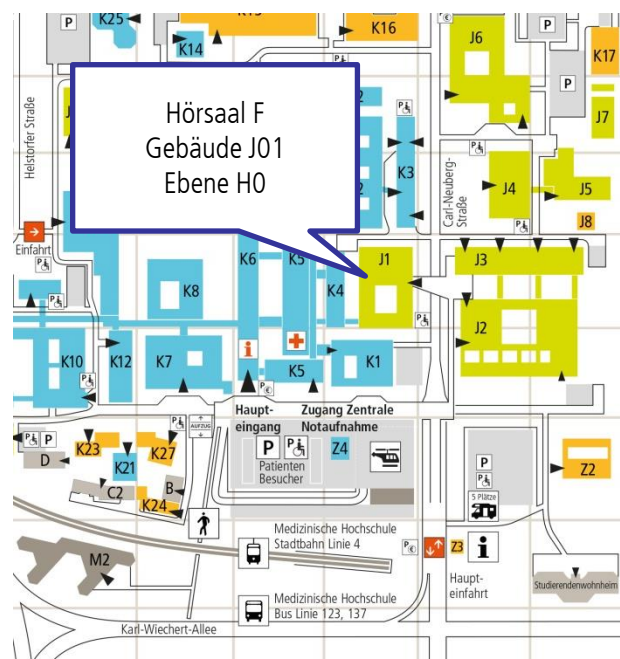 K25
P
K15
K16
P€
J6
P
K14
K17
P
Hörsaal F
Gebäude J01
Ebene H0
Helstorfer Straße
J
2
P
K3
2
J7
Carl-Neuberg-
Straße
P
J4
J5
J8
P
Einfahrt
P
K6
K5
J1
J3
K8
K4
P
J2
K10
K12
K7
K1
K5
P€
Haupt-
eingang
Zugang Zentrale
Notaufnahme
P
AUFZUG
P
P
Z4
Patienten
Besucher
P P
K23
K27
D
K21
C2
B
K24
P
5 Plätze
Z2
M2
Medizinische Hochschule
Stadtbahn Linie 4
P€
Z3
Haupt-
einfahrt
Studierendenwohnheim
Medizinische Hochschule
Bus Linie 123, 137
Karl-Wiechert-Allee